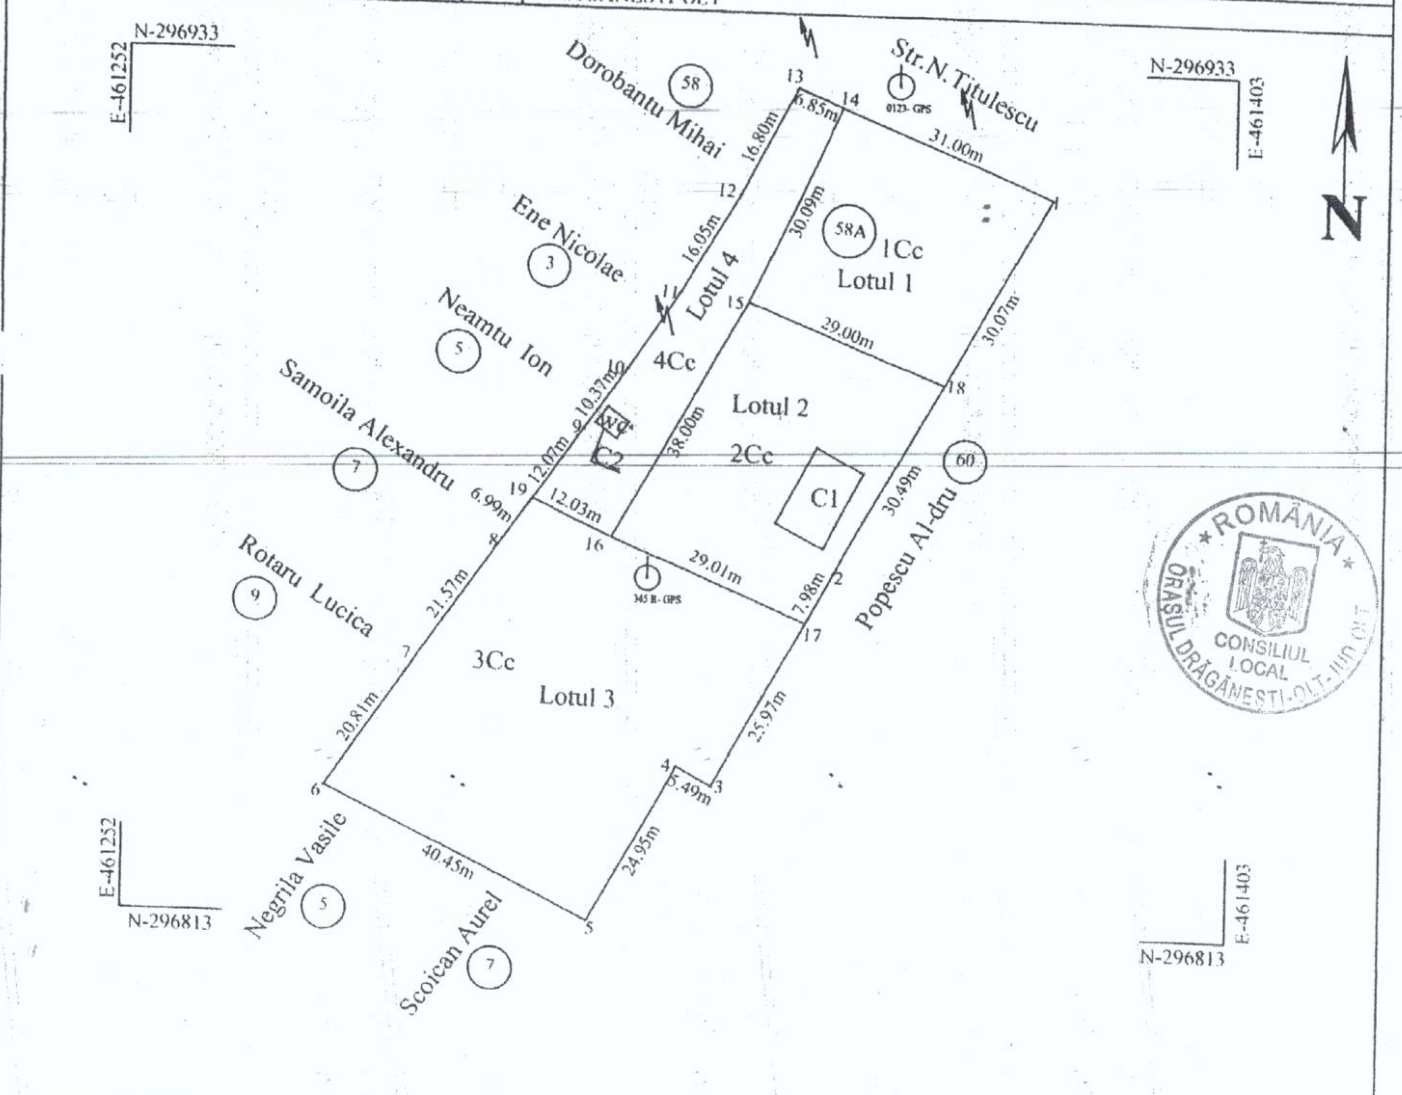 N-296933
E-461252
Dorobantu Mihai
58
13
6.85m
14
Str.N.Titulescu
0123- GPS
31.00m
N-296933
E-461403
N
16.80m
12
1
Ene Nicolae
3
16.05m
30.09m
58A
1Cc
Lotul 1
Lotul 4
11
15
30.07m
Neamtu Ion
5
29.00m
10
4Cc
18
Samoila Alexandru
7
10.37m
Lotul 2
WC
9
38.00m
C2
2Cc
60
12.07m
C1
30.49m
19
6.99m
12.03m
Popescu Al-dru
ROMÂNIA
CONSILIUL
LOCAL
ORAȘUL DRĂGĂNEȘTI-OLT-JUD OLT
8
16
29.01m
345 R- GPS
2
7.98m
17
Rotaru Lucica
9
21.57m
7
3Cc
Lotul 3
20.81m
25.97m
4
5.49m
3
6
24.95m
40.45m
5
Negrila Vasile
5
Scoican Aurel
7
E-461252
N-296813
E-461403
N-296813